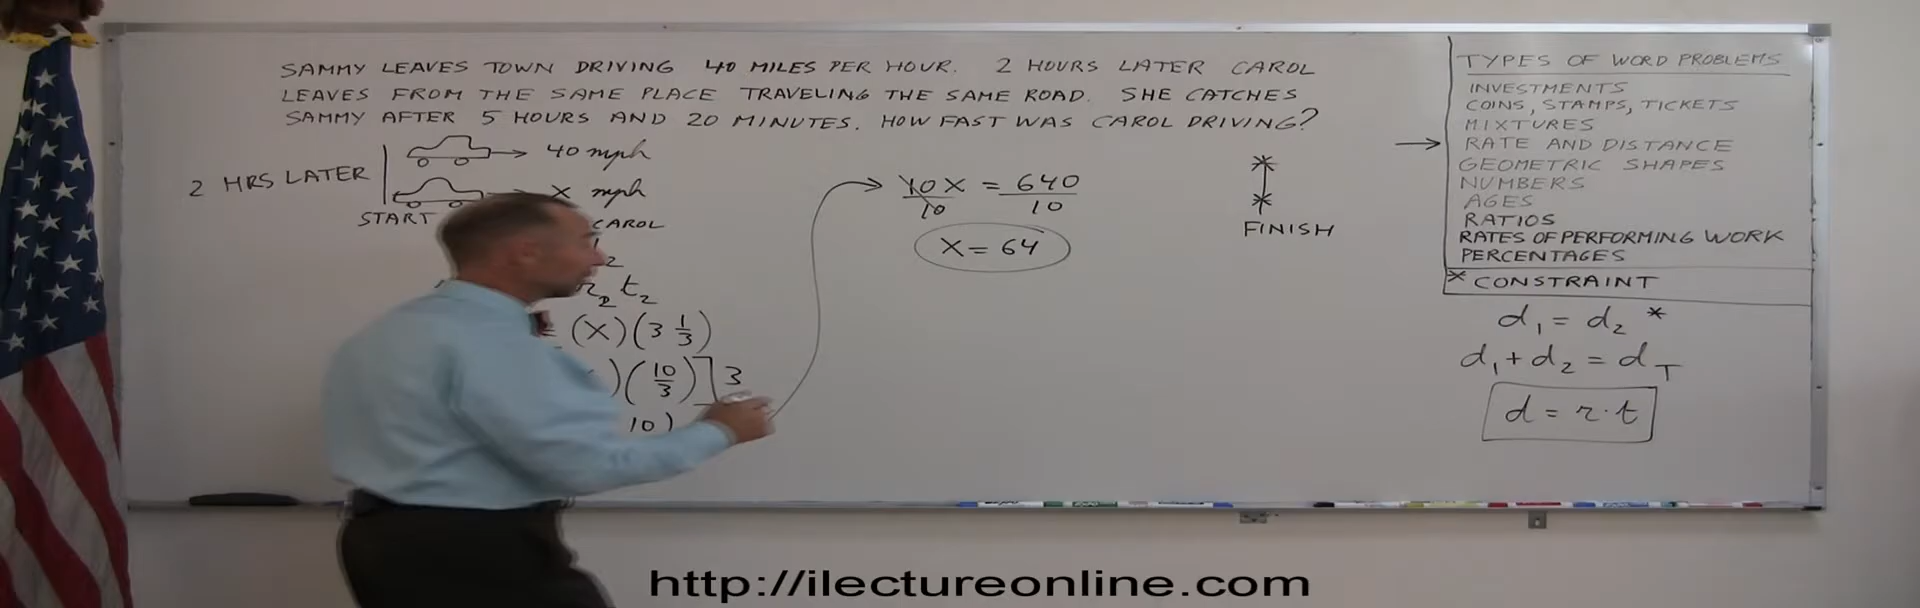 SAMMY LEAVES TOWN DRIVING 40 MILES PER HOUR. 2 HOURS LATER CAROL
LEAVES FROM THE SAME PLACE TRAVELING THE SAME ROAD. SHE CATCHES
SAMMY AFTER 5 HOURS AND 20 MINUTES. HOW FAST WAS CAROL DRIVING?
40 mph
2 HRS LATER
X mph
START
CAROL
2
r₂ t₂
= (X)(3 1/3)
)(10/3)]3
10)
10X/10 = 640/10
X = 64
FINISH
TYPES OF WORD PROBLEMS
INVESTMENTS
COINS, STAMPS, TICKETS
MIXTURES
RATE AND DISTANCE
GEOMETRIC SHAPES
NUMBERS
AGES
RATIOS
RATES OF PERFORMING WORK
PERCENTAGES
* CONSTRAINT
d₁ = d₂ *
d₁ + d₂ = d_T
d = r·t
http://ilectureonline.com